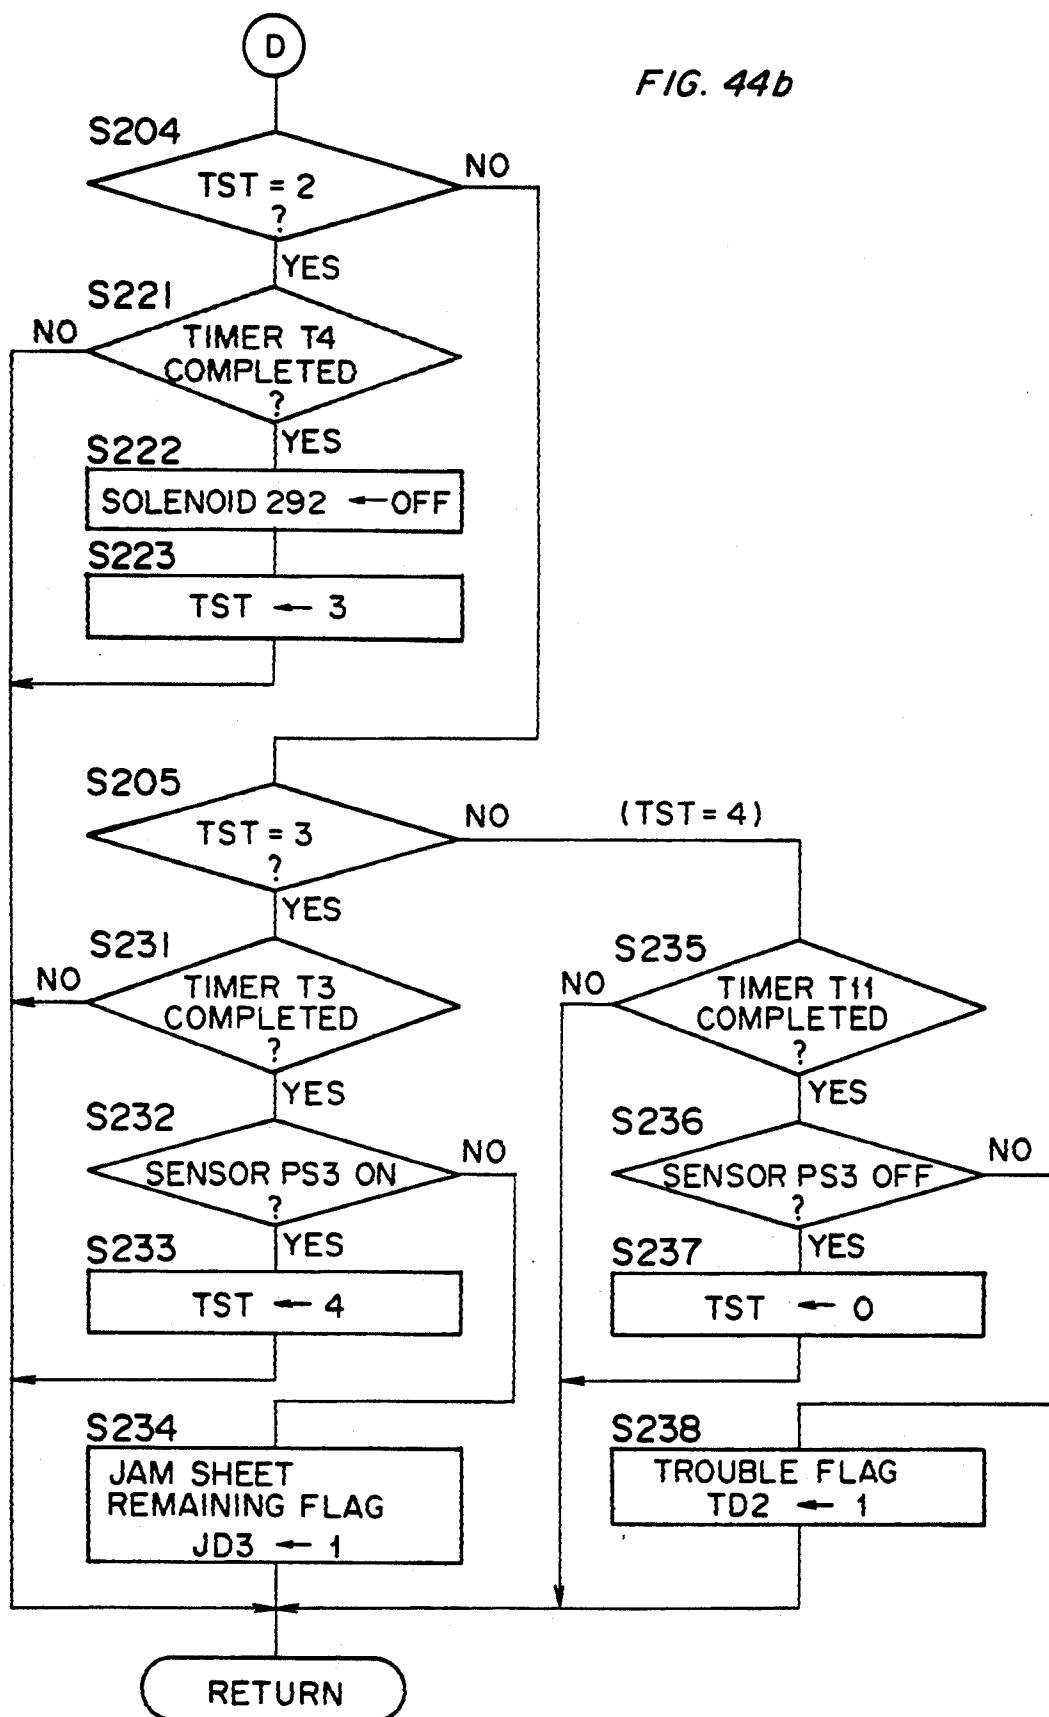 D
FIG. 44b
S204
TST = 2
?
NO
YES
S221
NO
TIMER T4
COMPLETED
?
YES
S222
SOLENOID 292 ← OFF
S223
TST ← 3
S205
TST = 3
?
NO
(TST = 4)
YES
S231
NO
TIMER T3
COMPLETED
?
YES
S235
NO
TIMER T11
COMPLETED
?
YES
S232
SENSOR PS3 ON
?
NO
YES
S236
SENSOR PS3 OFF
?
NO
YES
S233
TST ← 4
S237
TST ← 0
S234
JAM SHEET
REMAINING FLAG
JD3 ← 1
S238
TROUBLE FLAG
TD2 ← 1
RETURN